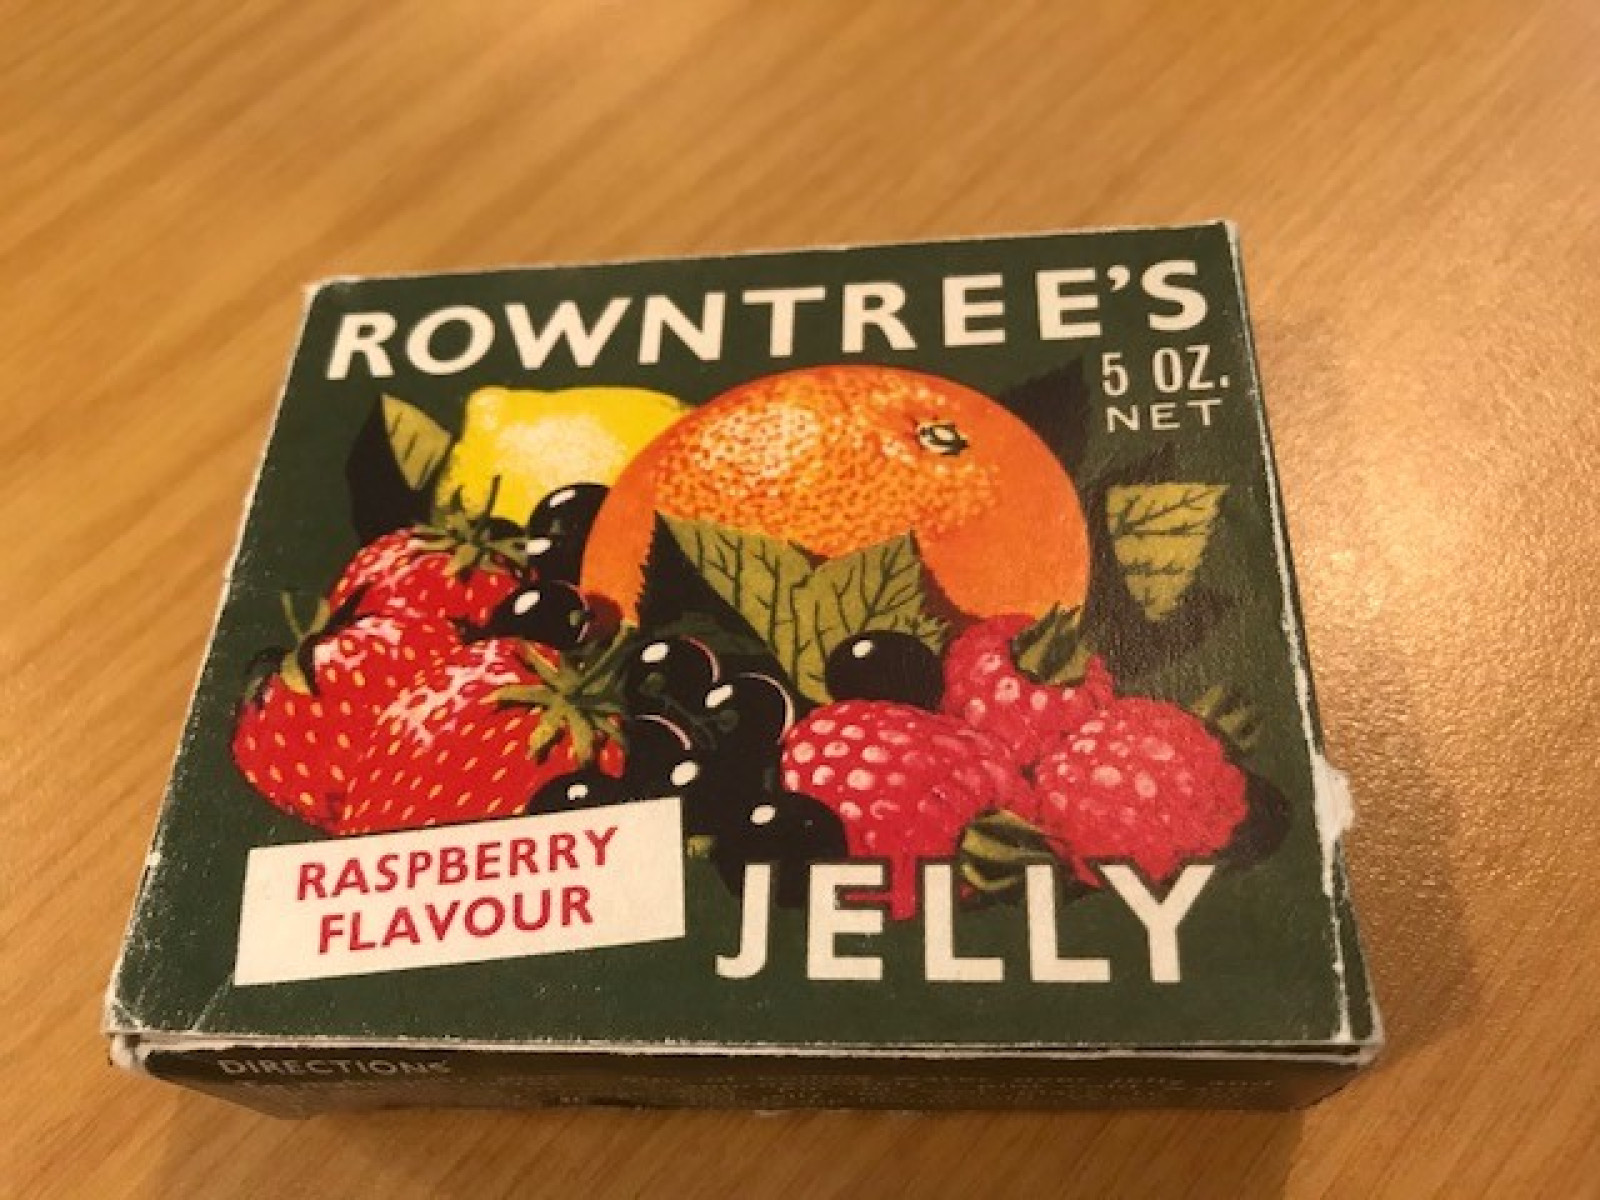 ROWNTREE'S
5 OZ.
NET
RASPBERRY
FLAVOUR
JELLY
DIRECTIONS